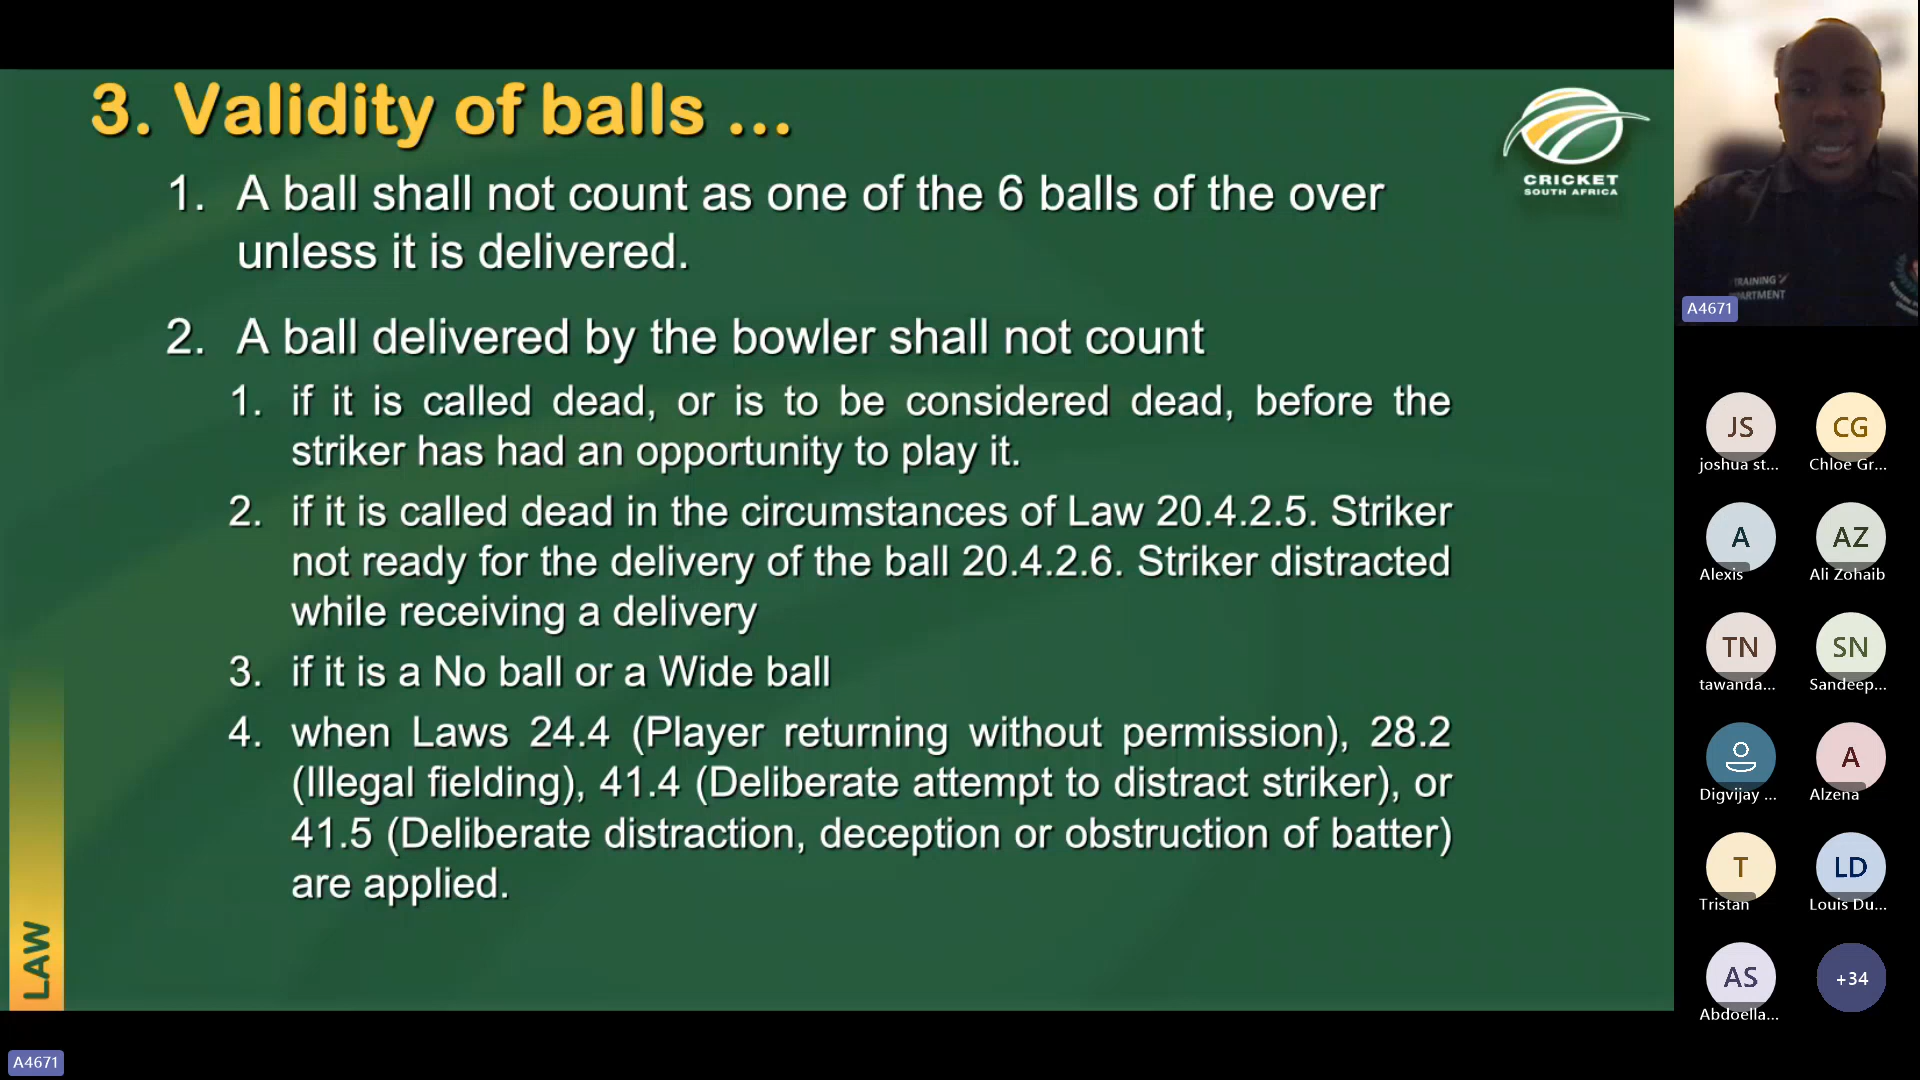 3. Validity of balls ...
1. A ball shall not count as one of the 6 balls of the over
unless it is delivered.
2. A ball delivered by the bowler shall not count
1. if it is called dead, or is to be considered dead, before the
striker has had an opportunity to play it.
2. if it is called dead in the circumstances of Law 20.4.2.5. Striker
not ready for the delivery of the ball 20.4.2.6. Striker distracted
while receiving a delivery
3. if it is a No ball or a Wide ball
4. when Laws 24.4 (Player returning without permission), 28.2
(Illegal fielding), 41.4 (Deliberate attempt to distract striker), or
41.5 (Deliberate distraction, deception or obstruction of batter)
are applied.
LAW
CRICKET
SOUTH AFRICA
A4671
TRAINING
A4671
JS
joshua st...
CG
Chloe Gr...
A
Alexis
AZ
Ali Zohaib
TN
tawanda...
SN
Sandeep...
Digvijay ...
A
Alzena
T
Tristan
LD
Louis Du...
AS
Abdoella...
+34